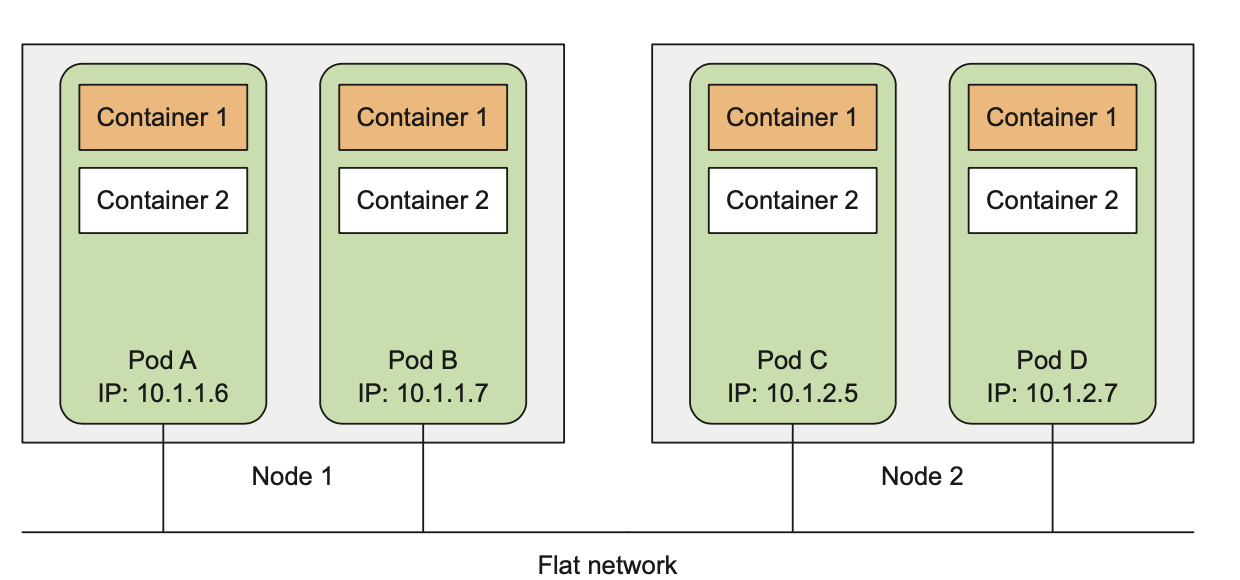 Container 1
Container 2
Pod A
IP: 10.1.1.6
Container 1
Container 2
Pod B
IP: 10.1.1.7
Node 1
Container 1
Container 2
Pod C
IP: 10.1.2.5
Container 1
Container 2
Pod D
IP: 10.1.2.7
Node 2
Flat network